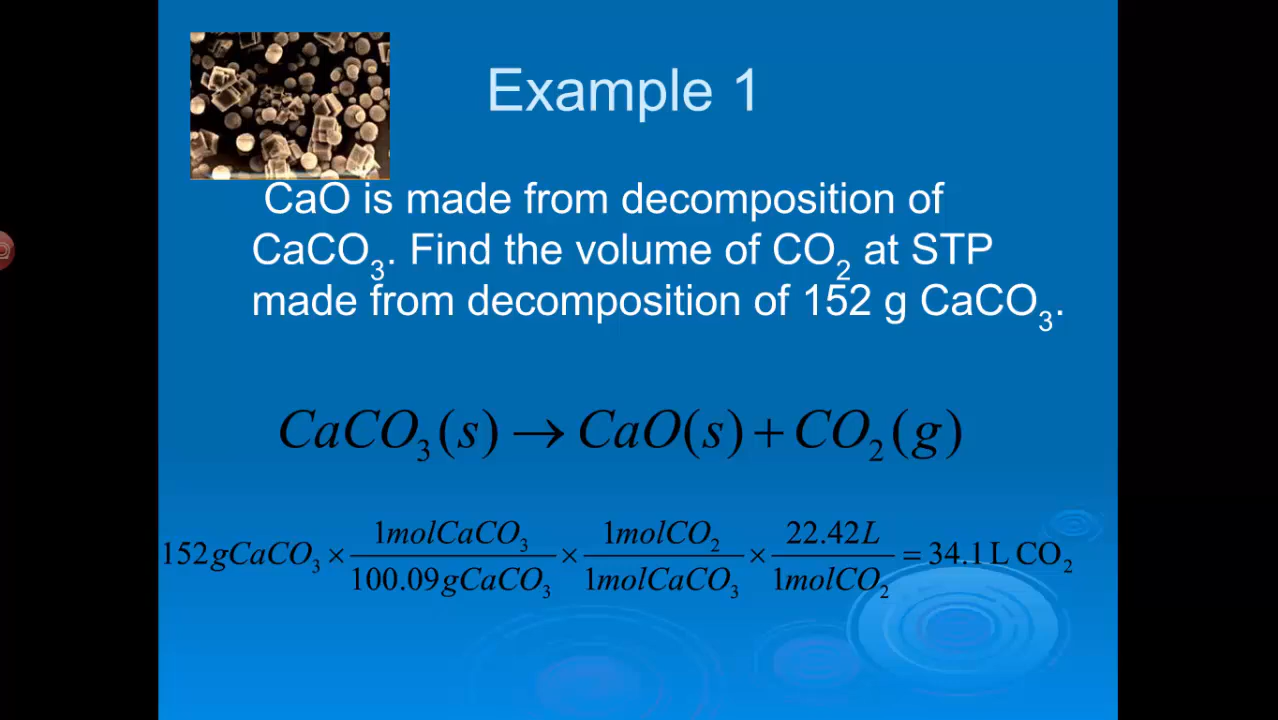 Example 1
CaO is made from decomposition of
CaCO₃. Find the volume of CO₂ at STP
made from decomposition of 152 g CaCO₃.
CaCO₃(s) → CaO(s) + CO₂(g)
152gCaCO₃ × 1molCaCO₃/100.09gCaCO₃ × 1molCO₂/1molCaCO₃ × 22.42L/1molCO₂ = 34.1 L CO₂